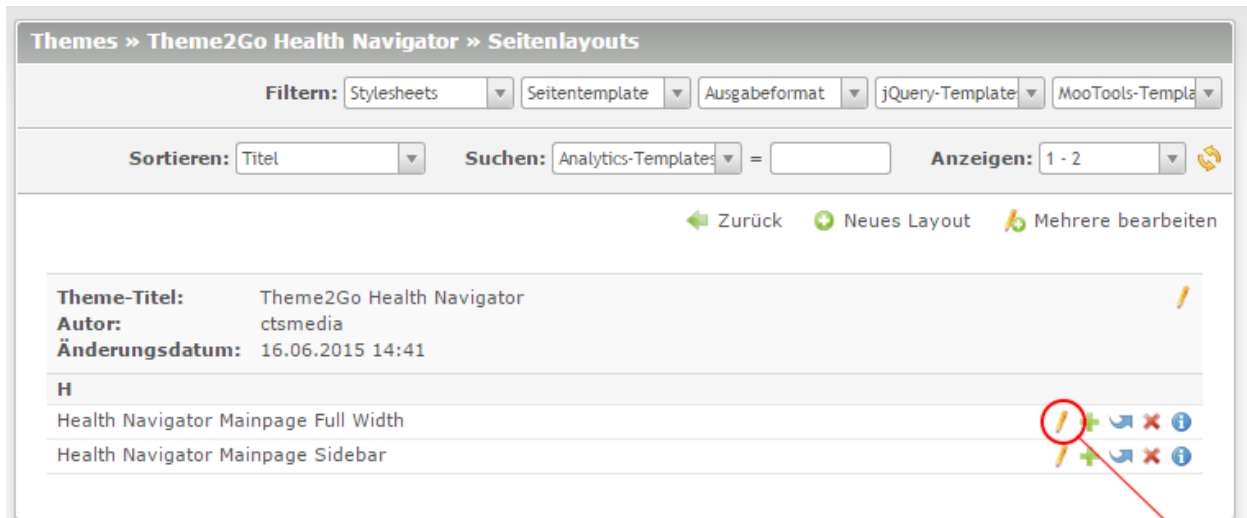 Themes » Theme2Go Health Navigator » Seitenlayouts
Filtern: Stylesheets Seitentemplate Ausgabeformat jQuery-Template MooTools-Templa
Sortieren: Titel Suchen: Analytics-Templates = Anzeigen: 1 - 2
Zurück Neues Layout Mehrere bearbeiten
Theme-Titel: Theme2Go Health Navigator
Autor: ctsmedia
Änderungsdatum: 16.06.2015 14:41
H
Health Navigator Mainpage Full Width
Health Navigator Mainpage Sidebar